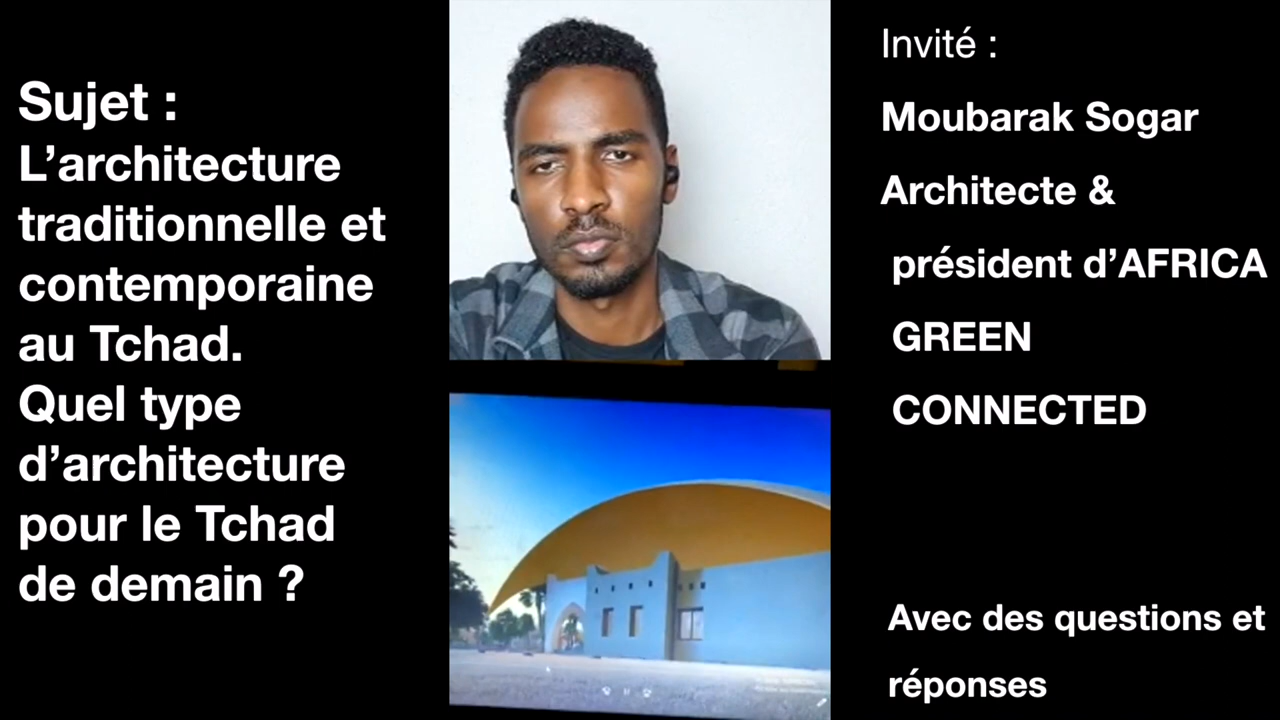 Sujet :
L’architecture
traditionnelle et
contemporaine
au Tchad.
Quel type
d’architecture
pour le Tchad
de demain ?
Invité :
Moubarak Sogar
Architecte &
président d’AFRICA
GREEN
CONNECTED
Avec des questions et
réponses